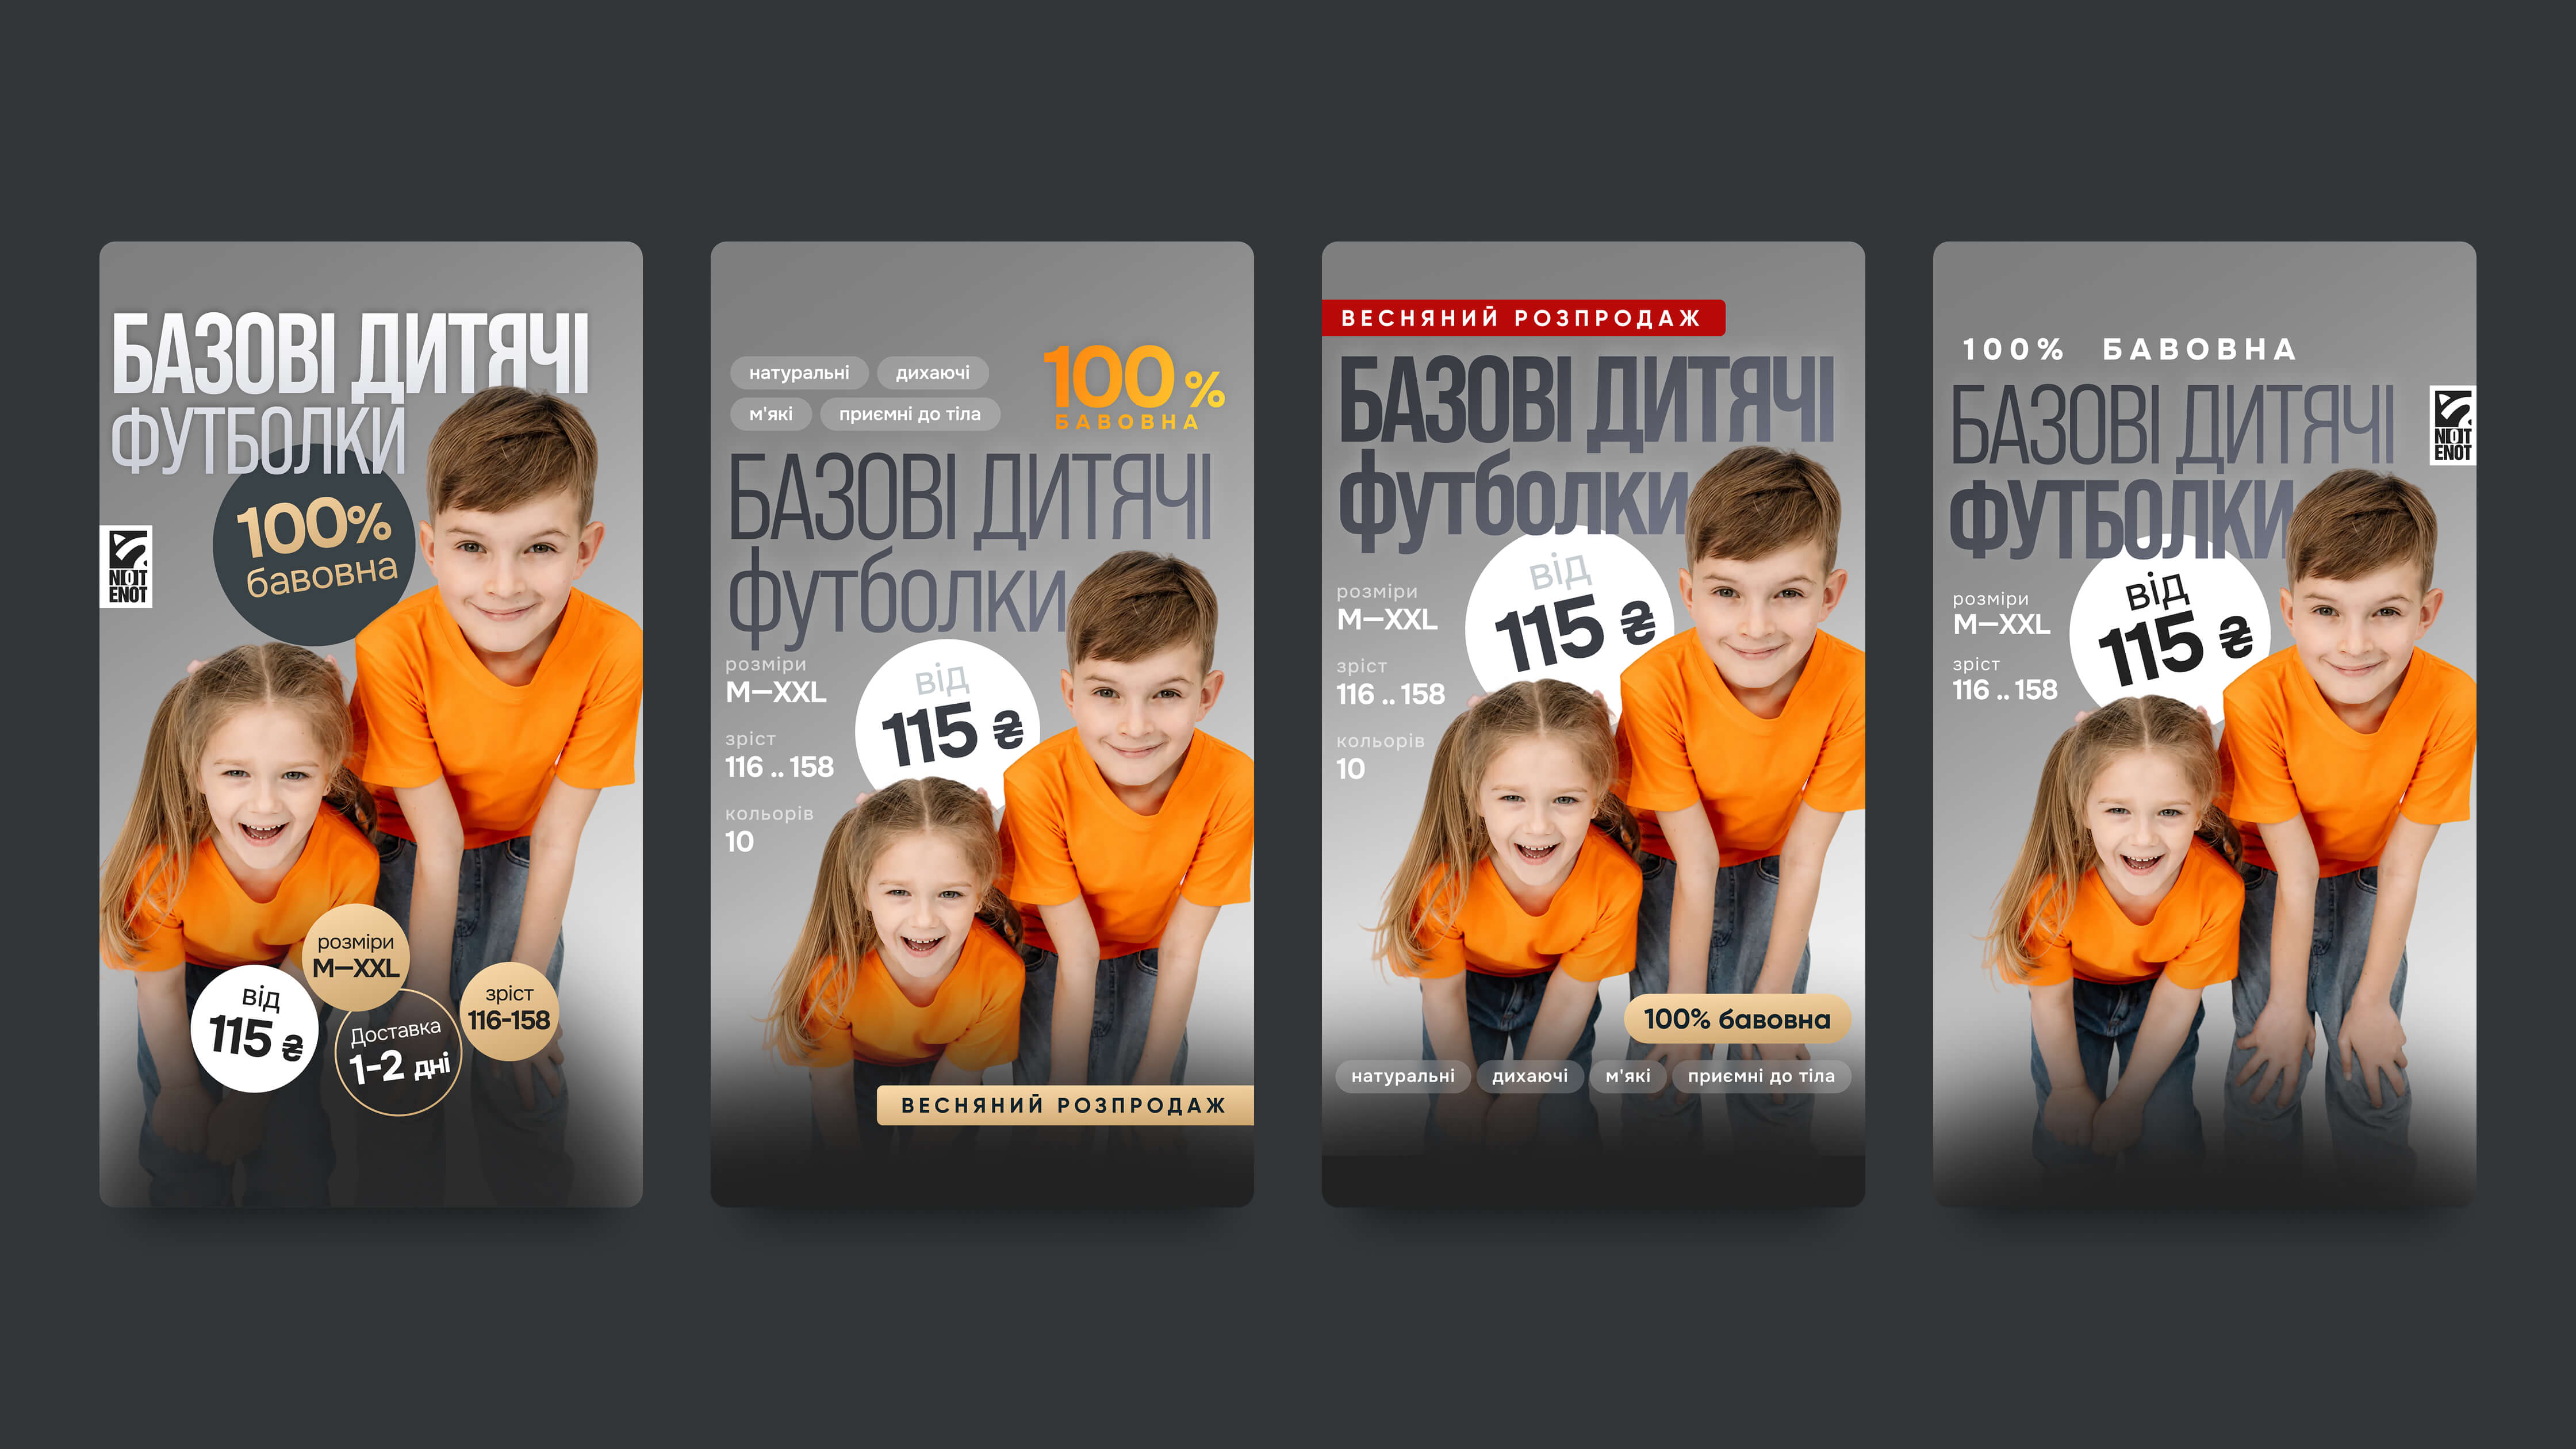 БАЗОВІ ДИТЯЧІ
ФУТБОЛКИ
100%
бавовна
NOIT
ENOT
розміри
M—XXL
від
115 ₴
Доставка
1-2 дні
зріст
116-158
натуральні
дихаючі
м'які
приємні до тіла
100 %
БАВОВНА
БАЗОВІ ДИТЯЧІ
футболки
розміри
M—XXL
зріст
116 .. 158
кольорів
10
від
115 ₴
ВЕСНЯНИЙ РОЗПРОДАЖ
ВЕСНЯНИЙ РОЗПРОДАЖ
БАЗОВІ ДИТЯЧІ
футболки
розміри
M—XXL
зріст
116 .. 158
кольорів
10
від
115 ₴
100% бавовна
натуральні
дихаючі
м'які
приємні до тіла
100% БАВОВНА
БАЗОВІ ДИТЯЧІ
ФУТБОЛКИ
NOIT
ENOT
розміри
M—XXL
зріст
116 .. 158
від
115 ₴